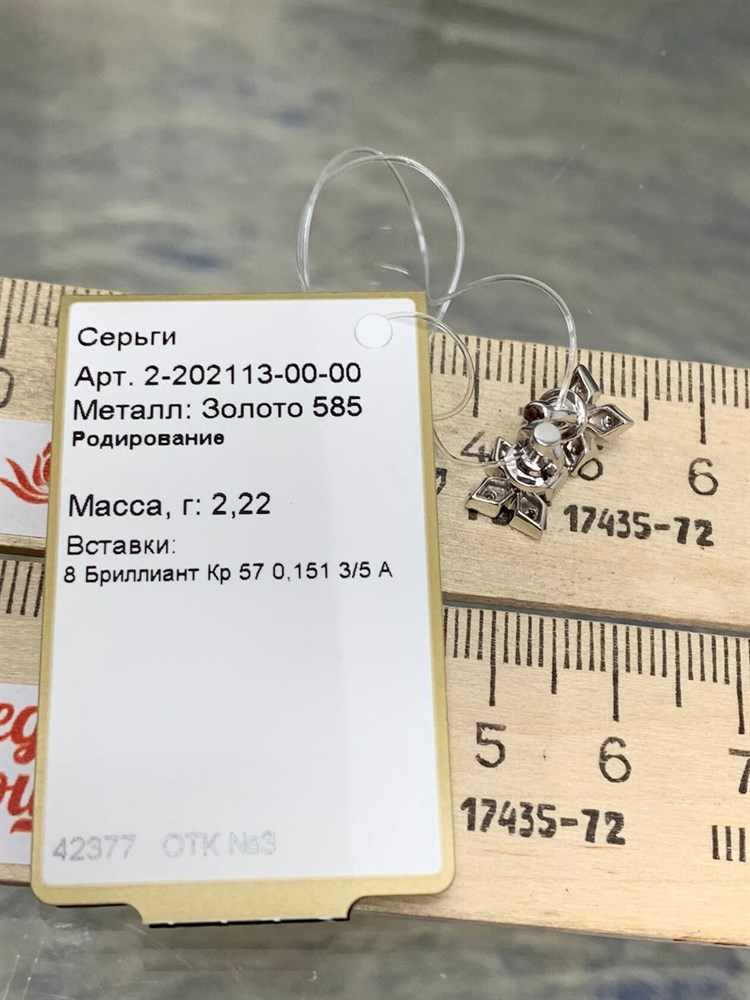 Серьги
Арт. 2-202113-00-00
Металл: Золото 585
Родирование
Масса, г: 2,22
Вставки:
8 Бриллиант Кр 57 0,151 3/5 А
42377 ОТК №3
4 6
17435-72
5 6 7
17435-72